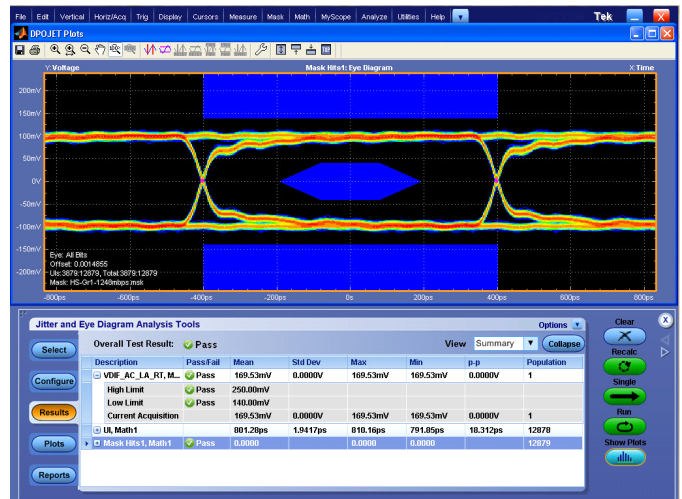 File Edit Vertical Horiz/Acq Trig Display Cursors Measure Mask Math MyScope Analyze Utilities Help Tek X
DPOJET Plots
Y: Voltage Mask Hits1: Eye Diagram X: Time
200mV
150mV
100mV
50mV
0V
-50mV
-100mV
-150mV
-200mV
Eye: All Bits
Offset: 0.0014855
UIs:3879:12879, Total:3879:12879
Mask: HS-Gr1-1248mbps.msk
-800ps -600ps -400ps -200ps 0s 200ps 400ps 600ps 800ps
Jitter and Eye Diagram Analysis Tools Options Clear X
Select Overall Test Result: Pass View Summary Collapse
Recalc
Description Pass/Fail Mean Std Dev Max Min p-p Population
Configure VDIF_AC_LA_RT, M... Pass 169.53mV 0.0000V 169.53mV 169.53mV 0.0000V 1
High Limit Pass 250.00mV Single
Low Limit Pass 140.00mV
Results Current Acquisition 169.53mV 0.0000V 169.53mV 169.53mV 0.0000V 1 Run
UI, Math1 801.28ps 1.9417ps 810.16ps 791.85ps 18.312ps 12878
Plots Mask Hits1, Math1 Pass 0.0000 0.0000 0.0000 12879 Show Plots
Reports